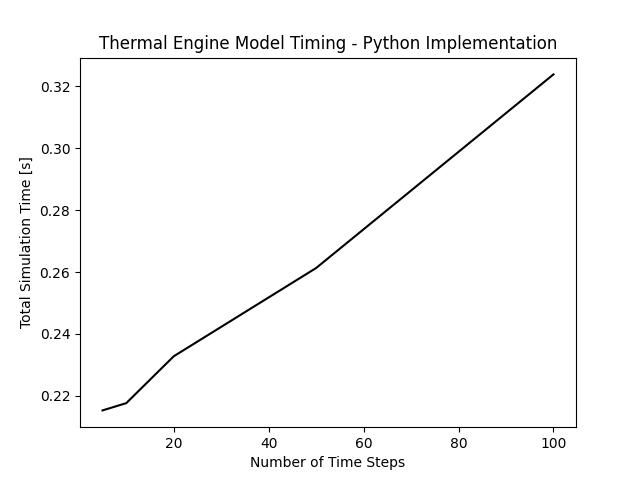 Thermal Engine Model Timing - Python Implementation
0.32
0.30
0.28
0.26
0.24
0.22
Total Simulation Time [s]
20 40 60 80 100
Number of Time Steps